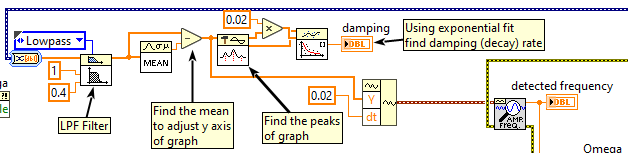 0.02
damping
Using exponential fit
find damping (decay) rate
Lowpass
DBL
MEAN
1
0.4
LPF Filter
Find the mean
to adjust y axis
of graph
Find the peaks
of graph
0.02
Y
dt
detected frequency
DBL
AMP
Freq.
Omega